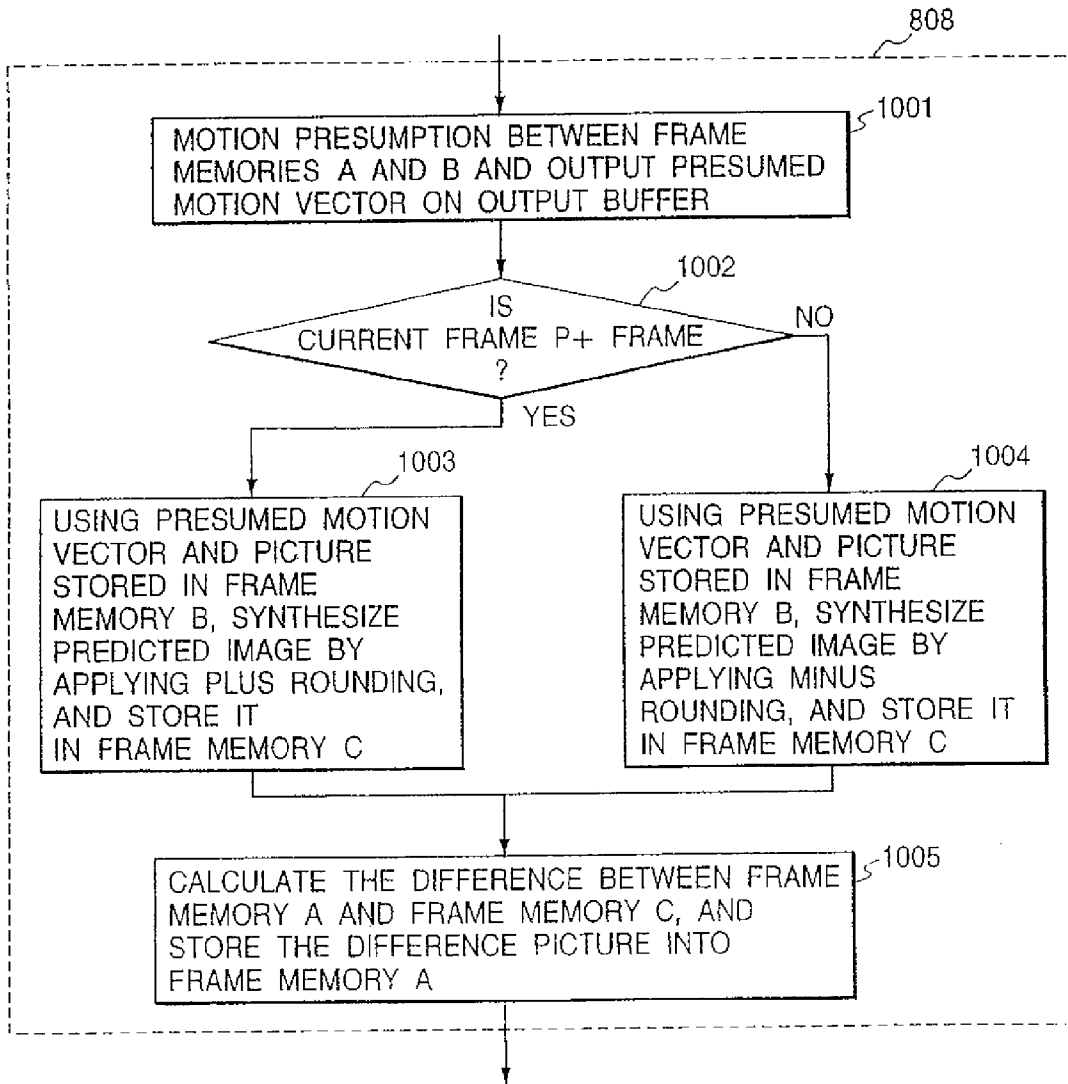 808
1001
MOTION PRESUMPTION BETWEEN FRAME
MEMORIES A AND B AND OUTPUT PRESUMED
MOTION VECTOR ON OUTPUT BUFFER
1002
IS
CURRENT FRAME P+ FRAME
?
NO
YES
1003
USING PRESUMED MOTION
VECTOR AND PICTURE
STORED IN FRAME
MEMORY B, SYNTHESIZE
PREDICTED IMAGE BY
APPLYING PLUS ROUNDING,
AND STORE IT
IN FRAME MEMORY C
1004
USING PRESUMED MOTION
VECTOR AND PICTURE
STORED IN FRAME
MEMORY B, SYNTHESIZE
PREDICTED IMAGE BY
APPLYING MINUS
ROUNDING, AND STORE IT
IN FRAME MEMORY C
1005
CALCULATE THE DIFFERENCE BETWEEN FRAME
MEMORY A AND FRAME MEMORY C, AND
STORE THE DIFFERENCE PICTURE INTO
FRAME MEMORY A